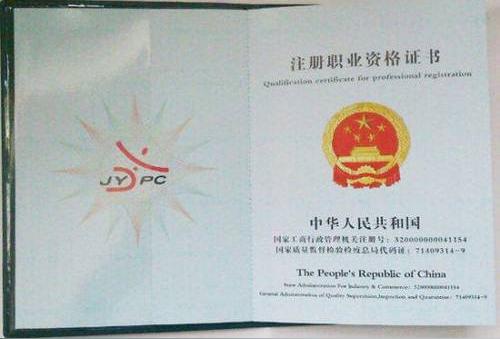 JYPC
注册职业资格证书
Qualification certificate for professional registration
中华人民共和国
国家工商行政管理机关注册号：320000000041154
国家质量监督检验检疫总局代码证：71409314-9
The People's Republic of China
State Administration For Industry & Commerce: 320000000041154
General Administration of Quality Supervision,Inspection and Quarantine: 71409314-9